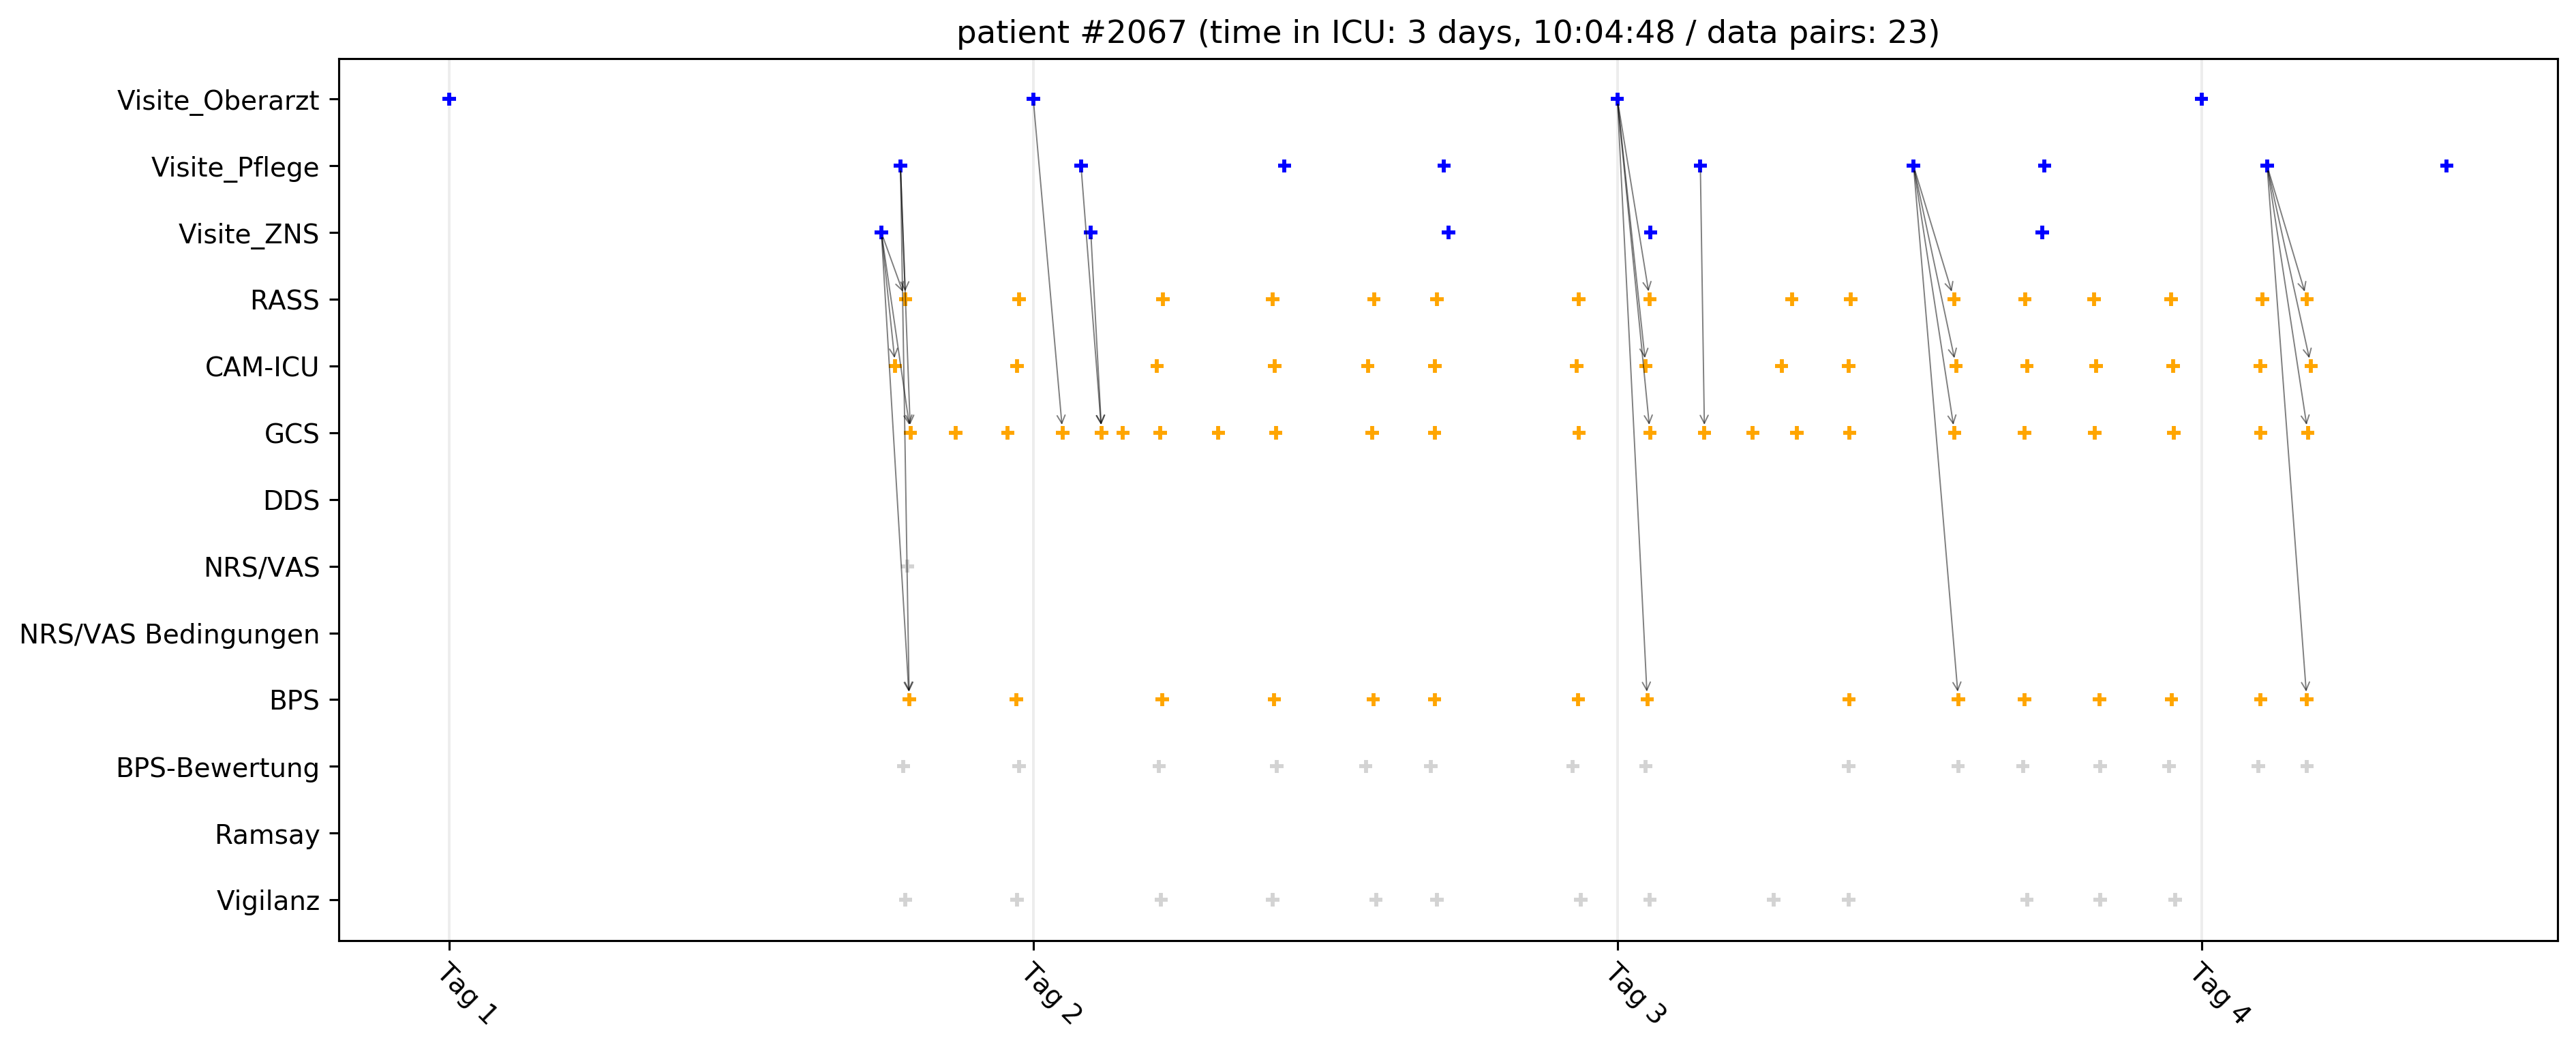 patient #2067 (time in ICU: 3 days, 10:04:48 / data pairs: 23)
Visite_Oberarzt
Visite_Pflege
Visite_ZNS
RASS
CAM-ICU
GCS
DDS
NRS/VAS
NRS/VAS Bedingungen
BPS
BPS-Bewertung
Ramsay
Vigilanz
Tag 1
Tag 2
Tag 3
Tag 4